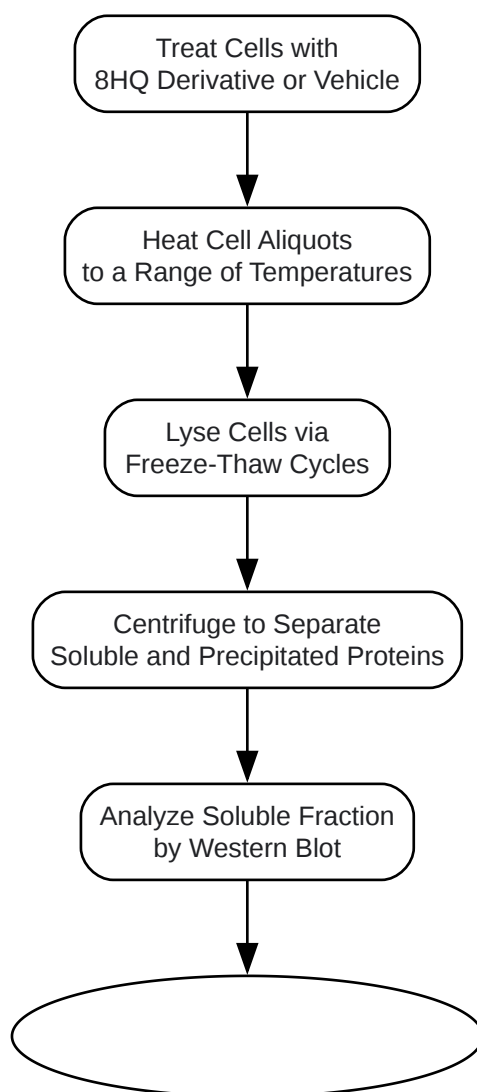 Treat Cells with
8HQ Derivative or Vehicle
Heat Cell Aliquots
to a Range of Temperatures
Lyse Cells via
Freeze-Thaw Cycles
Centrifuge to Separate
Soluble and Precipitated Proteins
Analyze Soluble Fraction
by Western Blot